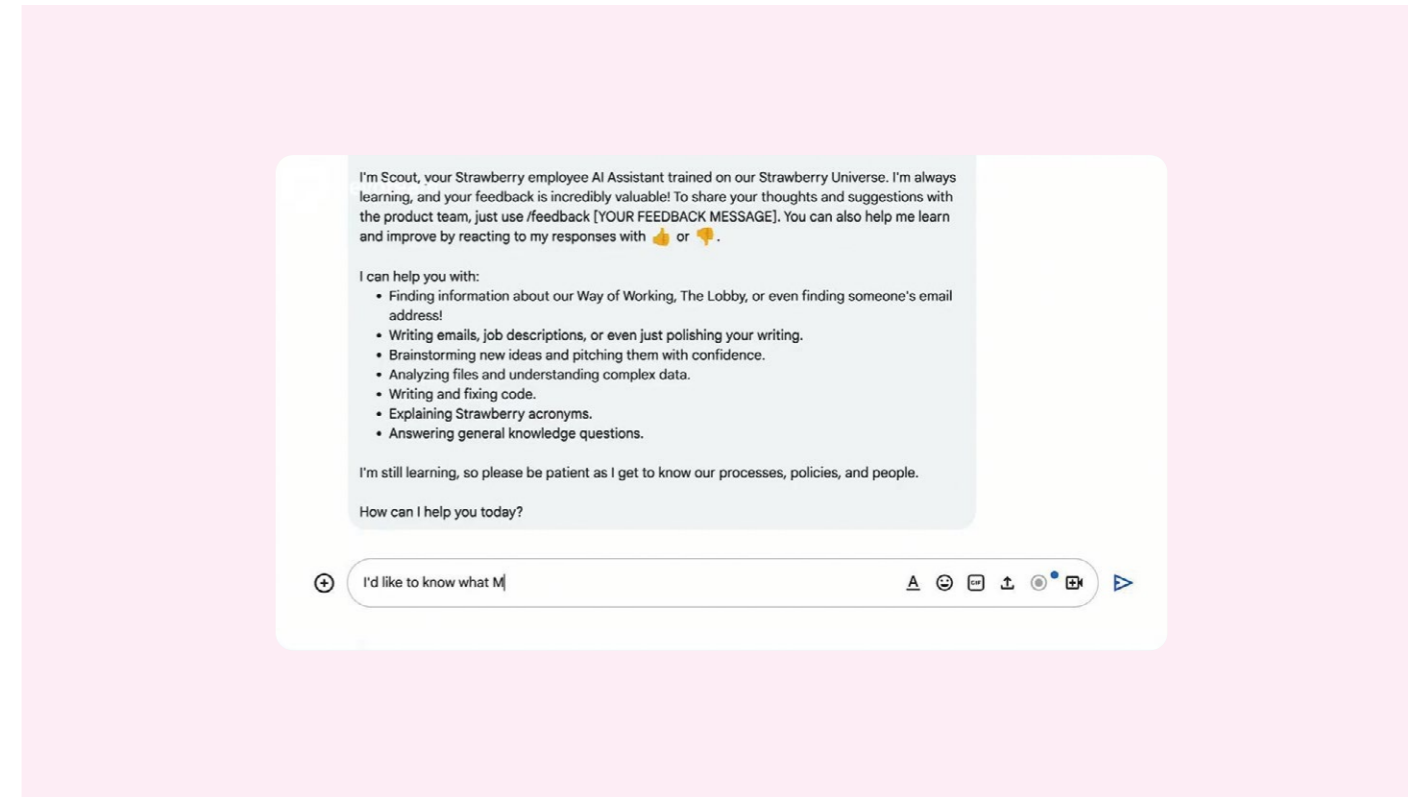 I'm Scout, your Strawberry employee AI Assistant trained on our Strawberry Universe. I'm always
learning, and your feedback is incredibly valuable! To share your thoughts and suggestions with
the product team, just use /feedback [YOUR FEEDBACK MESSAGE]. You can also help me learn
and improve by reacting to my responses with 👍 or 👎.
I can help you with:
• Finding information about our Way of Working, The Lobby, or even finding someone's email
address!
• Writing emails, job descriptions, or even just polishing your writing.
• Brainstorming new ideas and pitching them with confidence.
• Analyzing files and understanding complex data.
• Writing and fixing code.
• Explaining Strawberry acronyms.
• Answering general knowledge questions.
I'm still learning, so please be patient as I get to know our processes, policies, and people.
How can I help you today?
I'd like to know what M
A
GIF